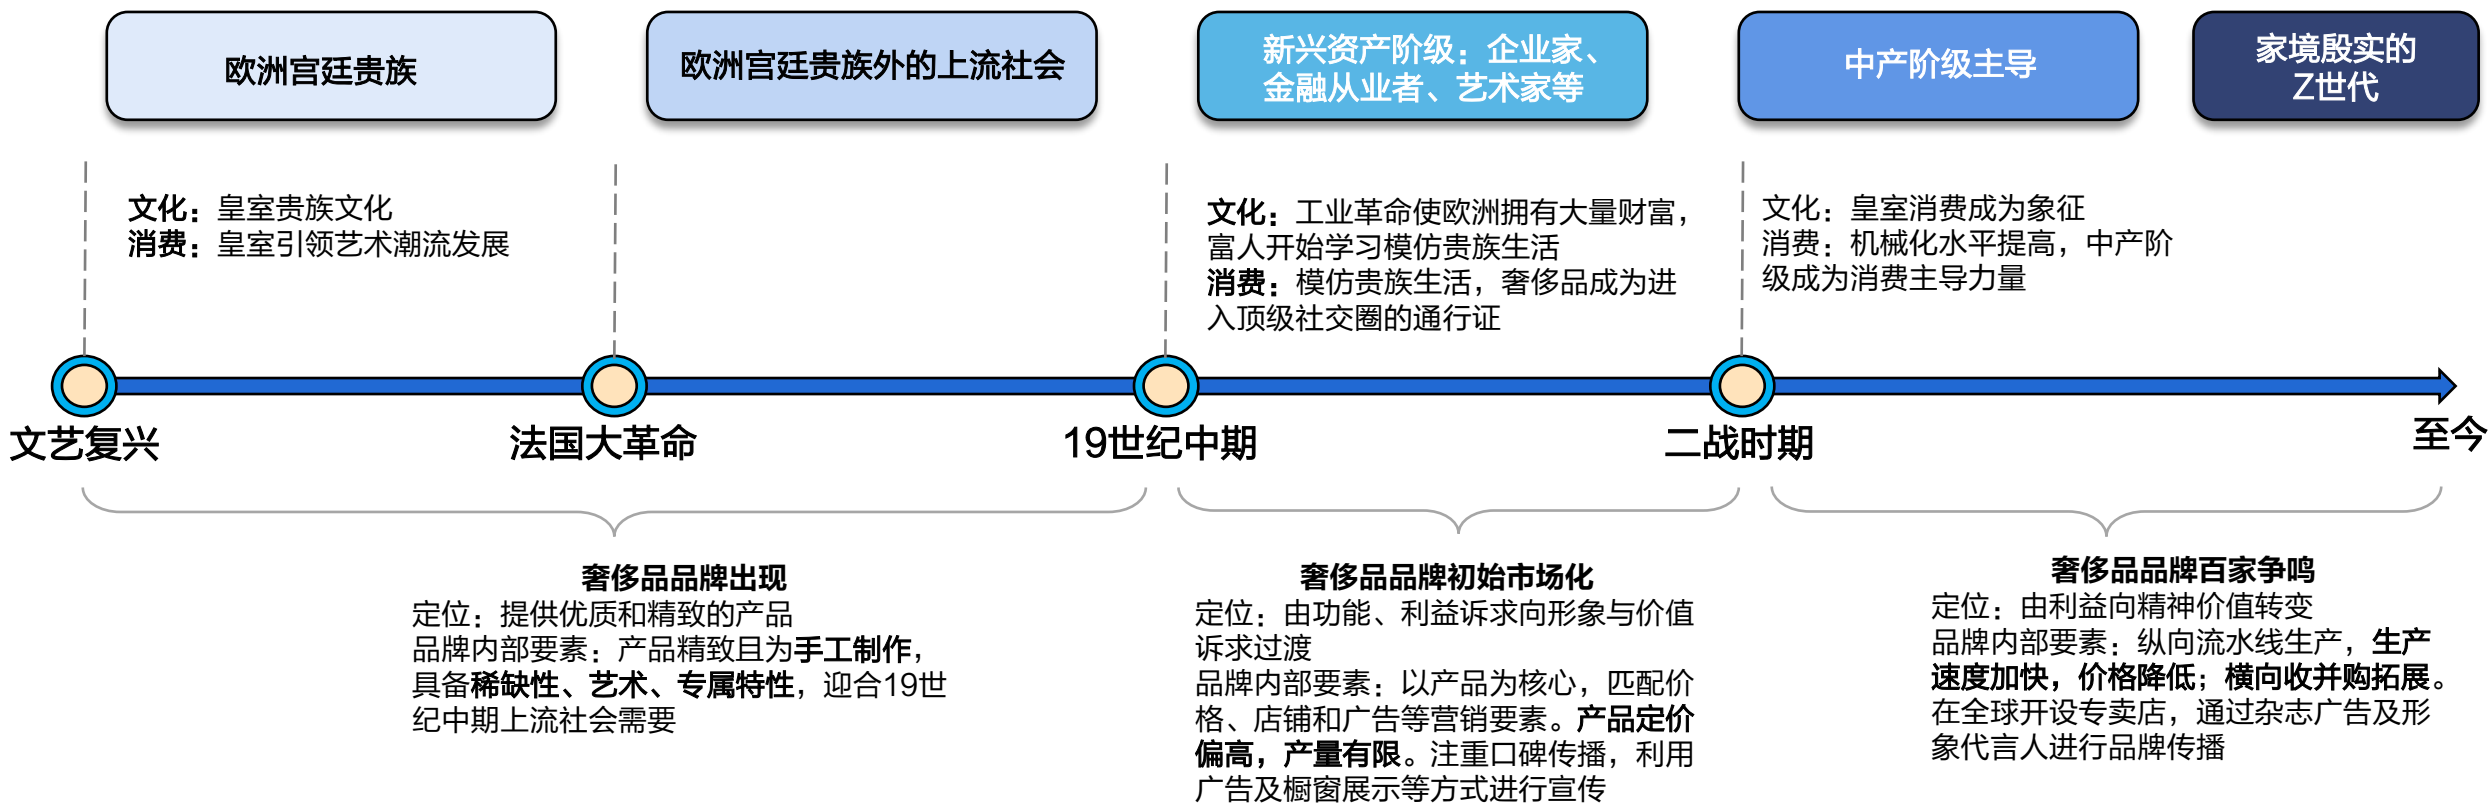 欧洲宫廷贵族
欧洲宫廷贵族外的上流社会
新兴资产阶级：企业家、
金融从业者、艺术家等
中产阶级主导
家境殷实的
Z世代
文化：皇室贵族文化
消费：皇室引领艺术潮流发展
文化：工业革命使欧洲拥有大量财富，
富人开始学习模仿贵族生活
消费：模仿贵族生活，奢侈品成为进
入顶级社交圈的通行证
文化：皇室消费成为象征
消费：机械化水平提高，中产阶
级成为消费主导力量
文艺复兴
法国大革命
19世纪中期
二战时期
至今
奢侈品品牌出现
定位：提供优质和精致的产品
品牌内部要素：产品精致且为手工制作，
具备稀缺性、艺术、专属特性，迎合19世
纪中期上流社会需要
奢侈品品牌初始市场化
定位：由功能、利益诉求向形象与价值
诉求过渡
品牌内部要素：以产品为核心，匹配价
格、店铺和广告等营销要素。产品定价
偏高，产量有限。注重口碑传播，利用
广告及橱窗展示等方式进行宣传
奢侈品品牌百家争鸣
定位：由利益向精神价值转变
品牌内部要素：纵向流水线生产，生产
速度加快，价格降低；横向收并购拓展。
在全球开设专卖店，通过杂志广告及形
象代言人进行品牌传播